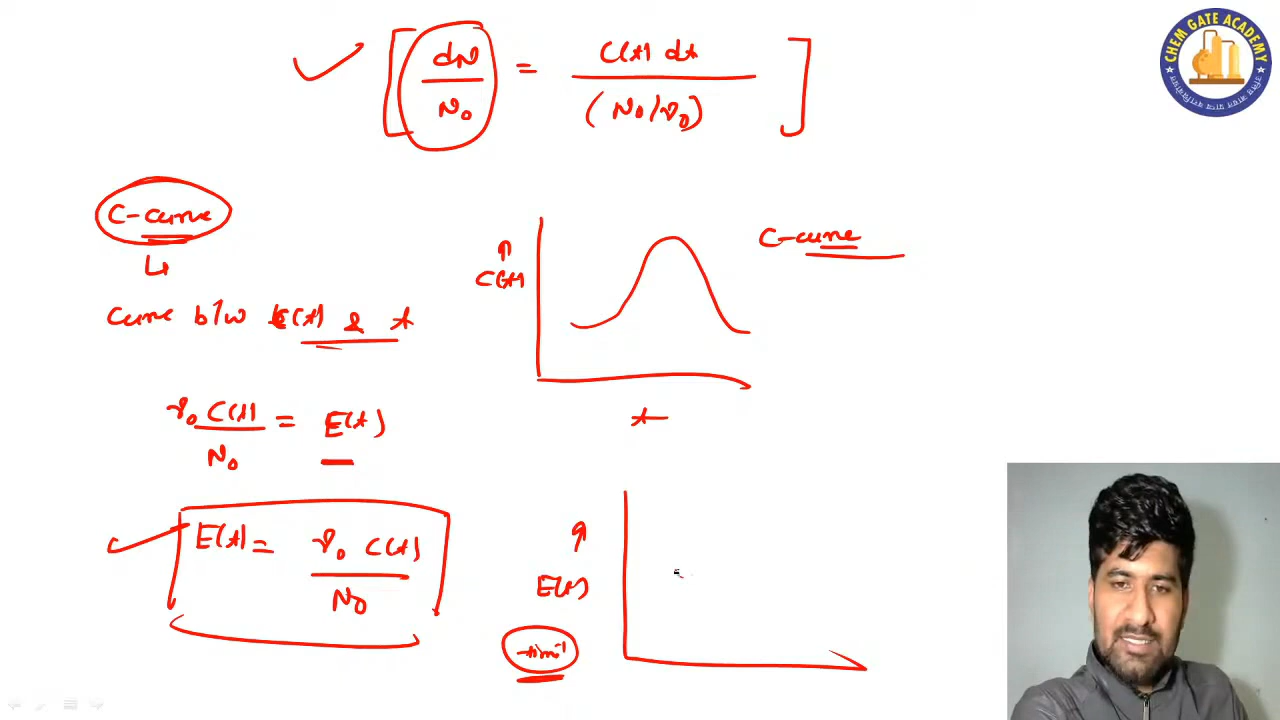 dN/N₀ = C(t) dt/(N₀/v₀)
C-curve
Curve b/w C(t) & t
C(t)
C-curve
t
v₀ C(t)/N₀ = E(t)
E(t) = v₀ C(t)/N₀
E(t)
time⁻¹
CHEM GATE ACADEMY